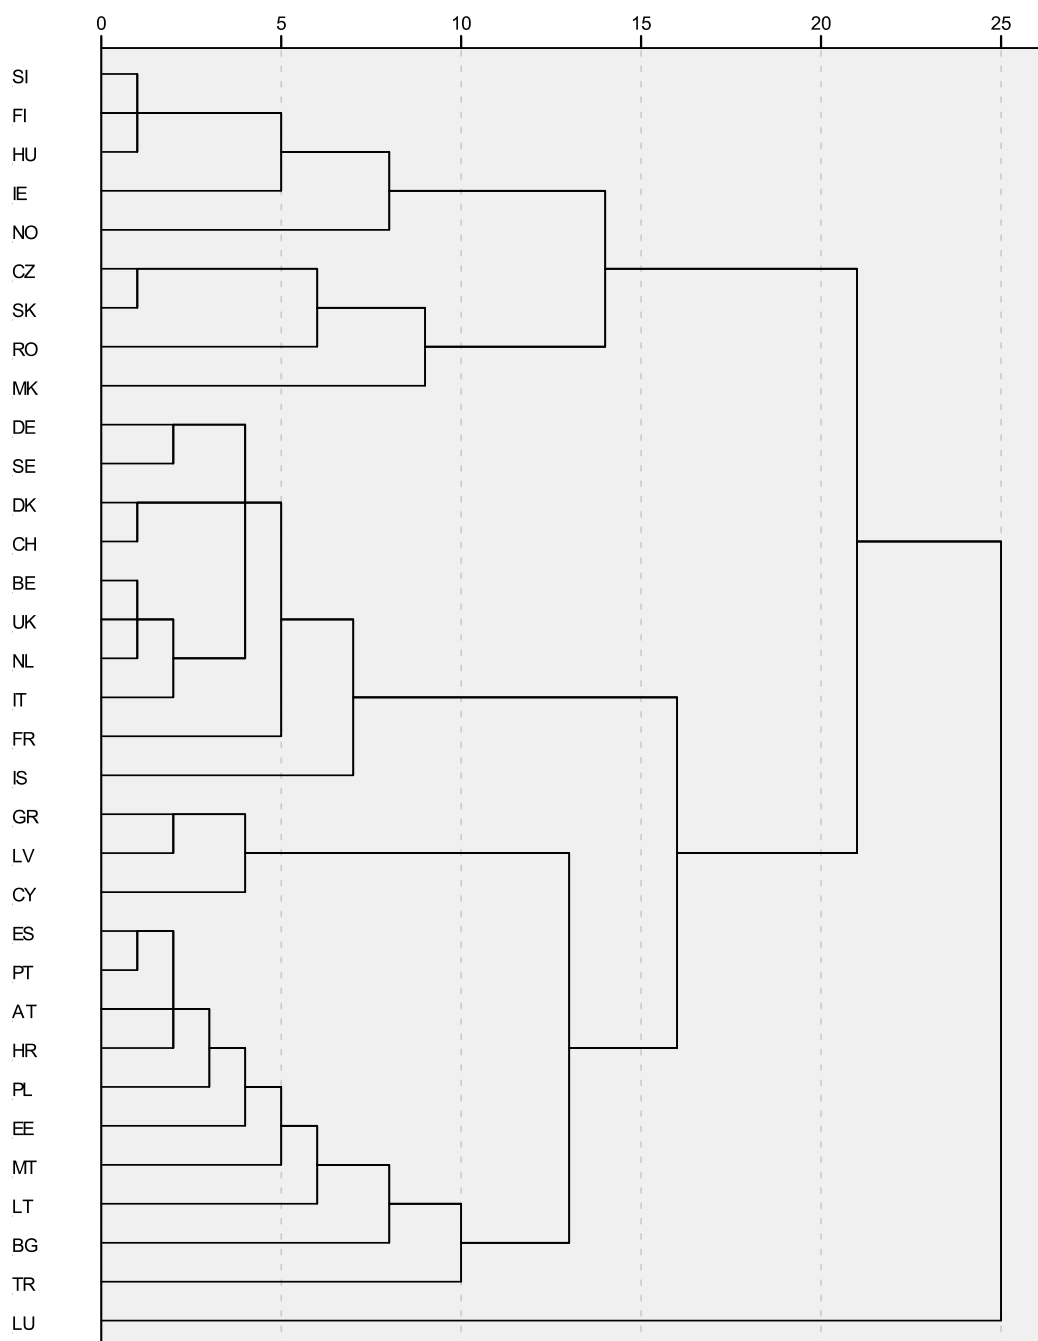 0 5 10 15 20 25
SI
FI
HU
IE
NO
CZ
SK
RO
MK
DE
SE
DK
CH
BE
UK
NL
IT
FR
IS
GR
LV
CY
ES
PT
AT
HR
PL
EE
MT
LT
BG
TR
LU